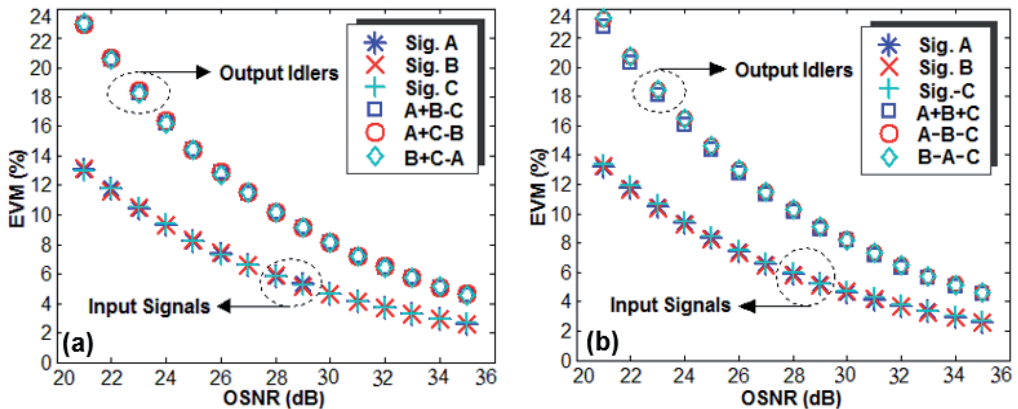 24
22
20
18
16
14
12
10
8
6
4
2
0
EVM (%)
Output Idlers
Input Signals
Sig. A
Sig. B
Sig. C
A+B-C
A+C-B
B+C-A
(a)
20 22 24 26 28 30 32 34 36
OSNR (dB)
24
22
20
18
16
14
12
10
8
6
4
2
0
EVM (%)
Output Idlers
Input Signals
Sig. A
Sig. B
Sig.-C
A+B+C
A-B-C
B-A-C
(b)
20 22 24 26 28 30 32 34 36
OSNR (dB)